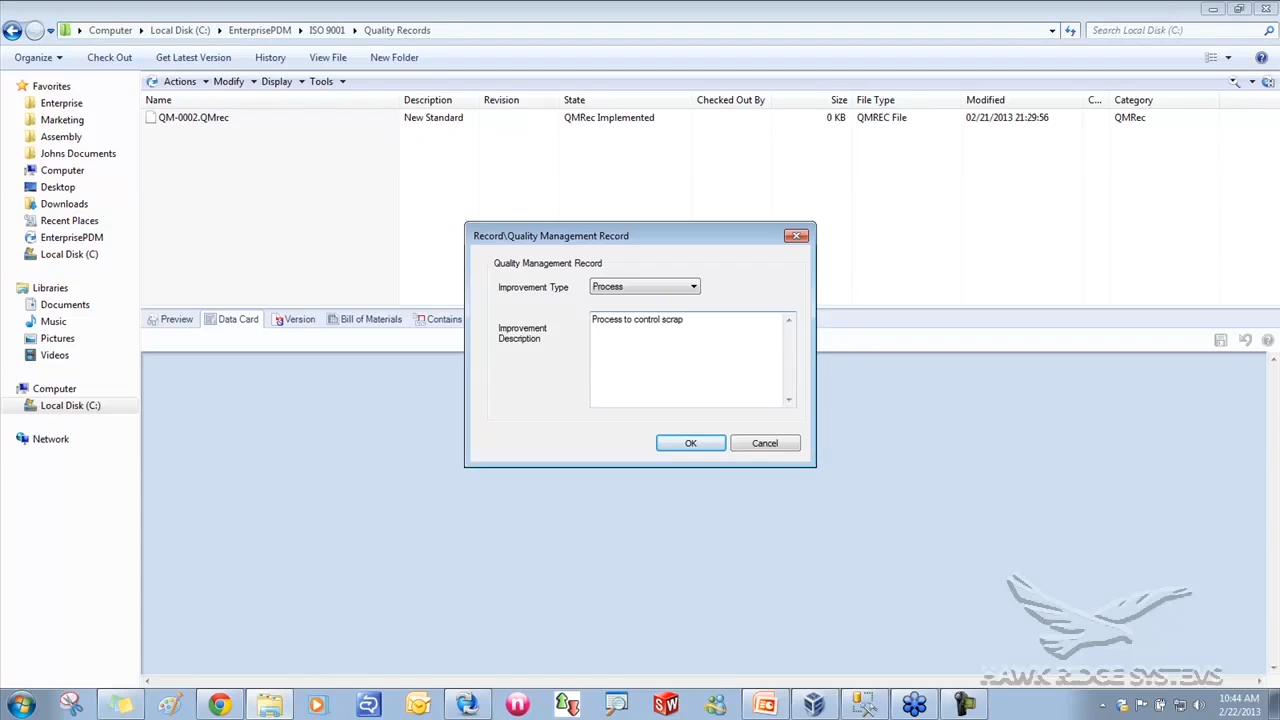 Computer Local Disk (C:) EnterprisePDM ISO 9001 Quality Records
Search Local Disk (C:)
Organize Check Out Get Latest Version History View File New Folder
Favorites
Enterprise
Marketing
Assembly
Johns Documents
Computer
Desktop
Downloads
Recent Places
EnterprisePDM
Local Disk (C:)
Libraries
Documents
Music
Pictures
Videos
Computer
Local Disk (C:)
Network
Actions Modify Display Tools
Name Description Revision State Checked Out By Size File Type Modified C... Category
QM-0002.QMrec New Standard QMRec Implemented 0 KB QMREC File 02/21/2013 21:29:56 QMRec
Preview Data Card Version Bill of Materials Contains
Record\Quality Management Record
Quality Management Record
Improvement Type Process
Improvement Description
Process to control scrap
OK Cancel
HAWK RIDGE SYSTEMS
10:44 AM
2/22/2013